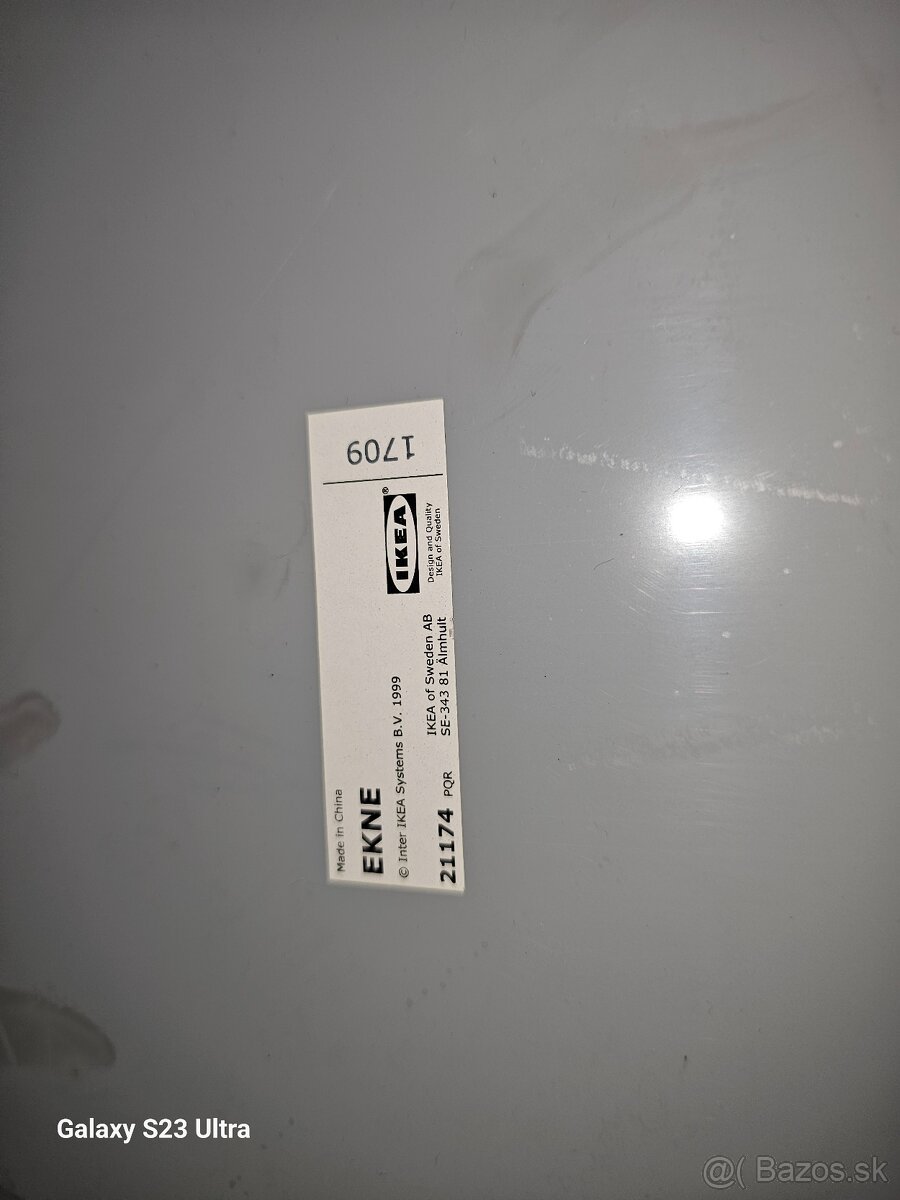 Made in China
EKNE
© Inter IKEA Systems B.V. 1999
21174 PQR
IKEA of Sweden AB
SE-343 81 Älmhult
IKEA®
Design and Quality
IKEA of Sweden
1709
Galaxy S23 Ultra
@( Bazos.sk